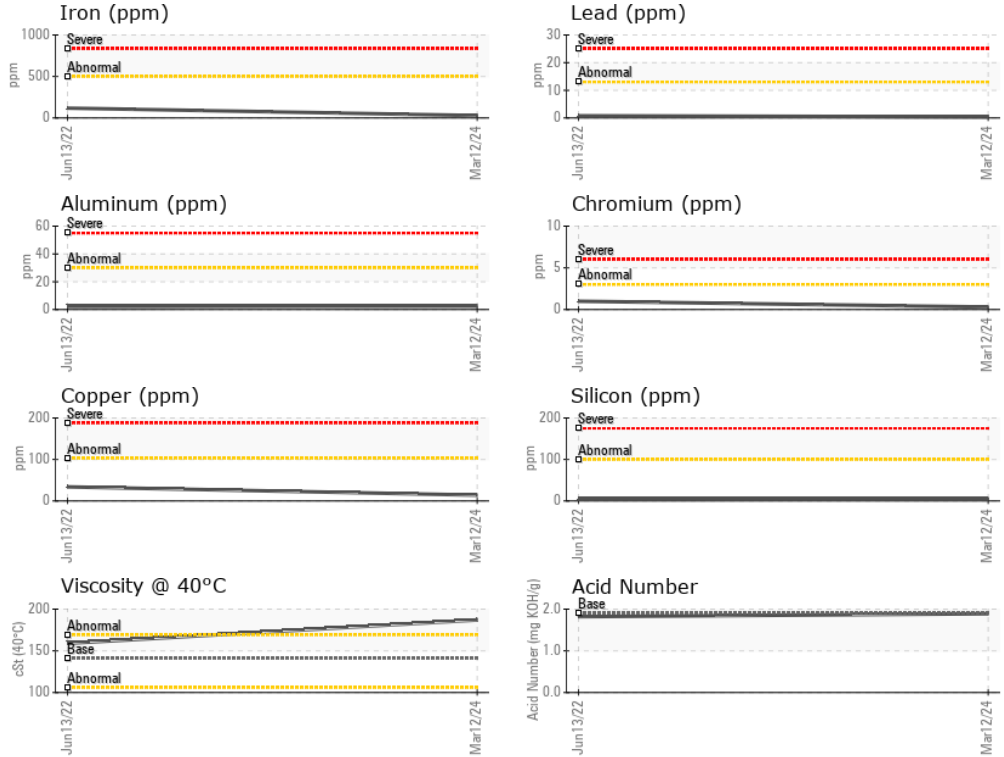 Iron (ppm)
1000
500
0
ppm
Severe
Abnormal
Jun13/22
Mar12/24
Lead (ppm)
30
20
10
0
ppm
Severe
Abnormal
Jun13/22
Mar12/24
Aluminum (ppm)
60
40
20
0
ppm
Severe
Abnormal
Jun13/22
Mar12/24
Chromium (ppm)
10
5
0
ppm
Severe
Abnormal
Jun13/22
Mar12/24
Copper (ppm)
200
100
0
ppm
Severe
Abnormal
Jun13/22
Mar12/24
Silicon (ppm)
200
100
0
ppm
Severe
Abnormal
Jun13/22
Mar12/24
Viscosity @ 40°C
200
150
100
cSt (40°C)
Abnormal
Base
Abnormal
Jun13/22
Mar12/24
Acid Number
2.0
1.0
0.0
Acid Number (mg KOH/g)
Base
Jun13/22
Mar12/24